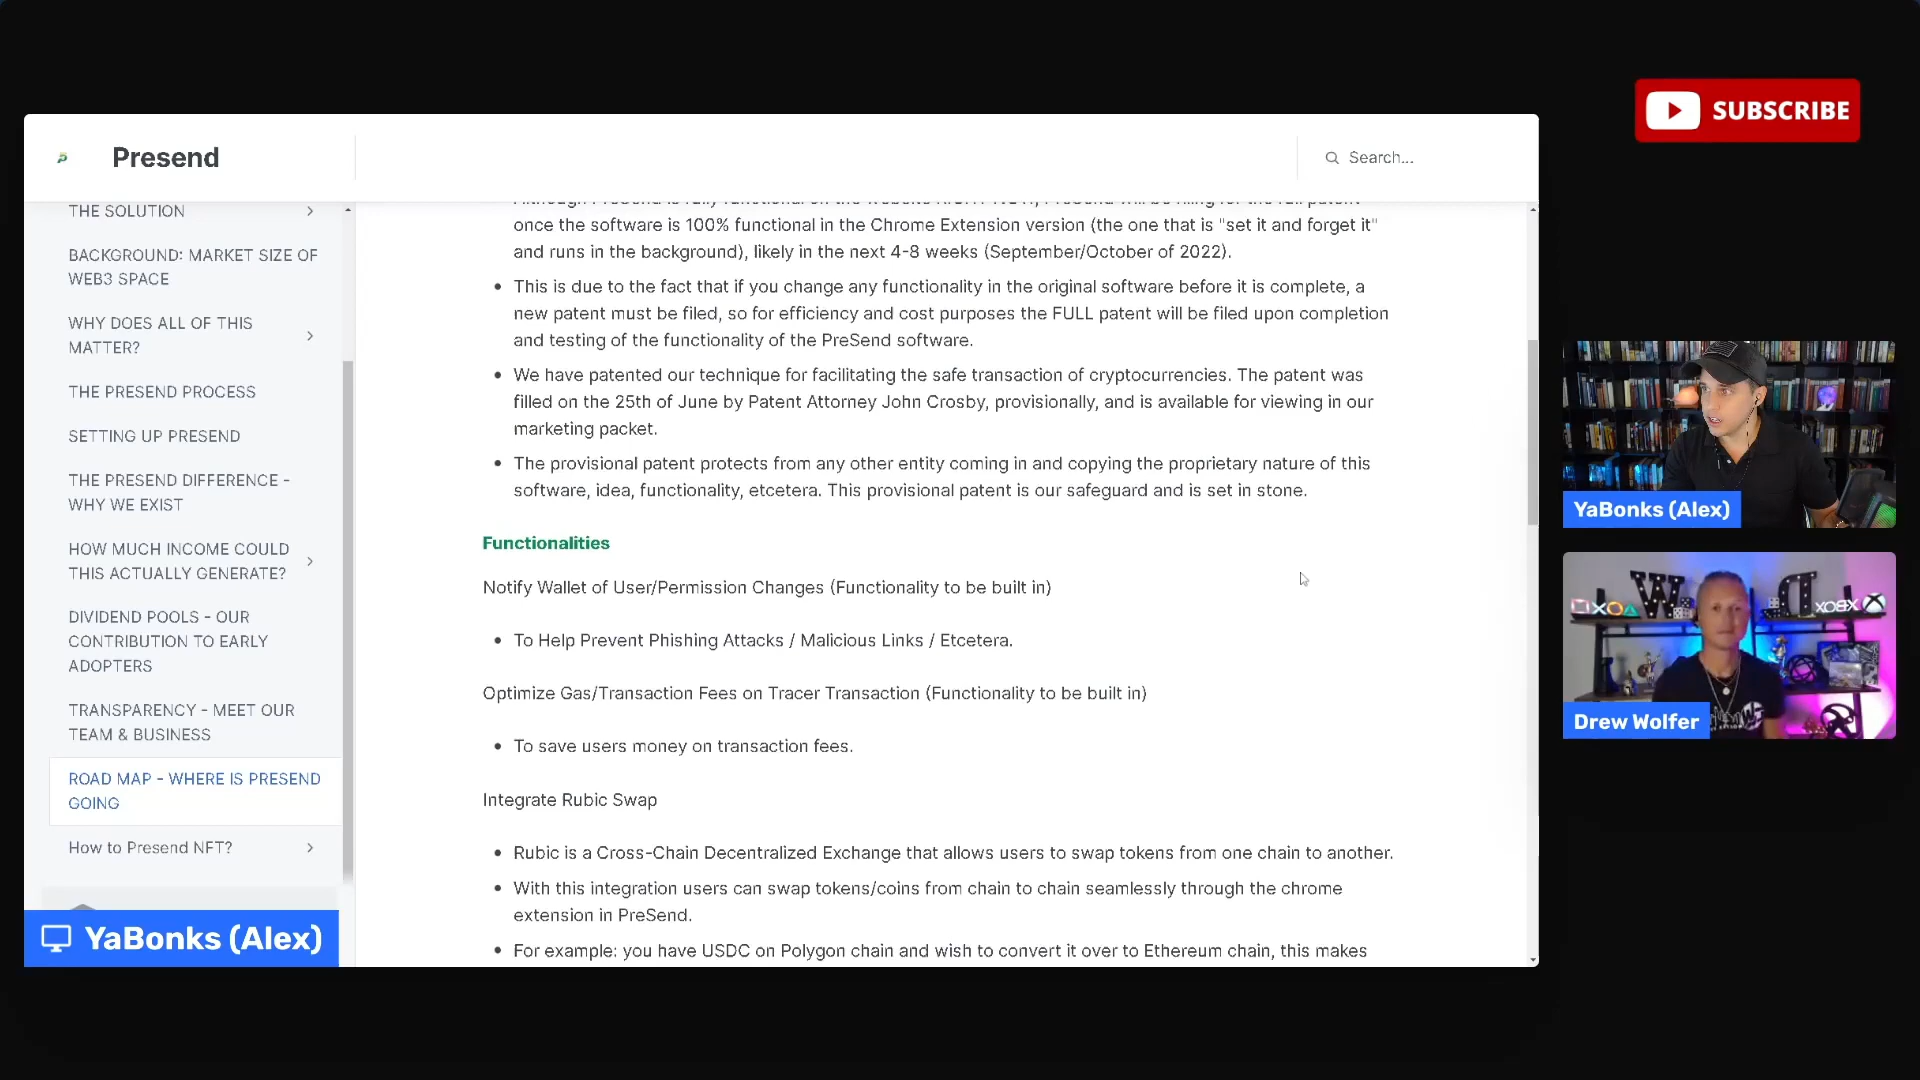 SUBSCRIBE
Presend
Search...
THE SOLUTION
BACKGROUND: MARKET SIZE OF
WEB3 SPACE
WHY DOES ALL OF THIS
MATTER?
THE PRESEND PROCESS
SETTING UP PRESEND
THE PRESEND DIFFERENCE -
WHY WE EXIST
HOW MUCH INCOME COULD
THIS ACTUALLY GENERATE?
DIVIDEND POOLS - OUR
CONTRIBUTION TO EARLY
ADOPTERS
TRANSPARENCY - MEET OUR
TEAM & BUSINESS
ROAD MAP - WHERE IS PRESEND
GOING
How to Presend NFT?
YaBonks (Alex)
once the software is 100% functional in the Chrome Extension version (the one that is "set it and forget it"
and runs in the background), likely in the next 4-8 weeks (September/October of 2022).
• This is due to the fact that if you change any functionality in the original software before it is complete, a
new patent must be filed, so for efficiency and cost purposes the FULL patent will be filed upon completion
and testing of the functionality of the PreSend software.
• We have patented our technique for facilitating the safe transaction of cryptocurrencies. The patent was
filled on the 25th of June by Patent Attorney John Crosby, provisionally, and is available for viewing in our
marketing packet.
• The provisional patent protects from any other entity coming in and copying the proprietary nature of this
software, idea, functionality, etcetera. This provisional patent is our safeguard and is set in stone.
Functionalities
Notify Wallet of User/Permission Changes (Functionality to be built in)
• To Help Prevent Phishing Attacks / Malicious Links / Etcetera.
Optimize Gas/Transaction Fees on Tracer Transaction (Functionality to be built in)
• To save users money on transaction fees.
Integrate Rubic Swap
• Rubic is a Cross-Chain Decentralized Exchange that allows users to swap tokens from one chain to another.
• With this integration users can swap tokens/coins from chain to chain seamlessly through the chrome
extension in PreSend.
• For example: you have USDC on Polygon chain and wish to convert it over to Ethereum chain, this makes
YaBonks (Alex)
W D
XBOX
Drew Wolfer